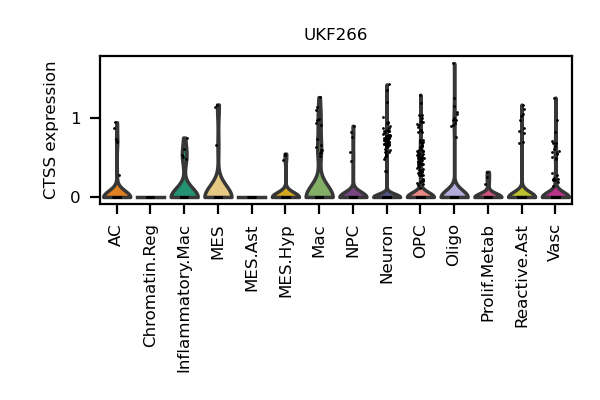 UKF266
CTSS expression
1
0
AC
Chromatin.Reg
Inflammatory.Mac
MES
MES.Ast
MES.Hyp
Mac
NPC
Neuron
OPC
Oligo
Prolif.Metab
Reactive.Ast
Vasc